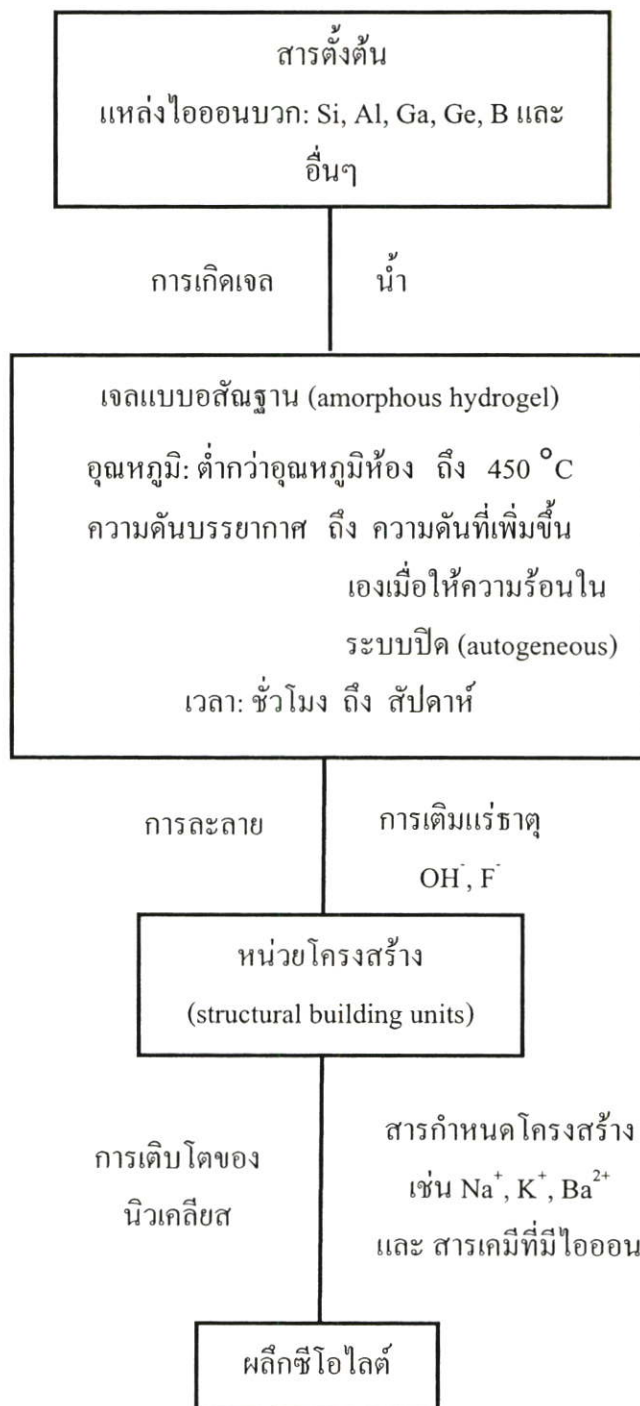 สารตั้งต้น
แหล่งไอออนบวก: Si, Al, Ga, Ge, B และ
อื่นๆ
การเกิดเจล
น้ำ
เจลแบบอสัณฐาน (amorphous hydrogel)
อุณหภูมิ: ต่ำกว่าอุณหภูมิห้อง ถึง 450 °C
ความดันบรรยากาศ ถึง ความดันที่เพิ่มขึ้น
เองเมื่อให้ความร้อนใน
ระบบปิด (autogeneous)
เวลา: ชั่วโมง ถึง สัปดาห์
การละลาย
การเติมแร่ธาตุ
OH⁻, F⁻
หน่วยโครงสร้าง
(structural building units)
การเติบโตของ
นิวเคลียส
สารกำหนดโครงสร้าง
เช่น Na⁺, K⁺, Ba²⁺
และ สารเคมีที่มีไอออน
ผลึกซีโอไลต์